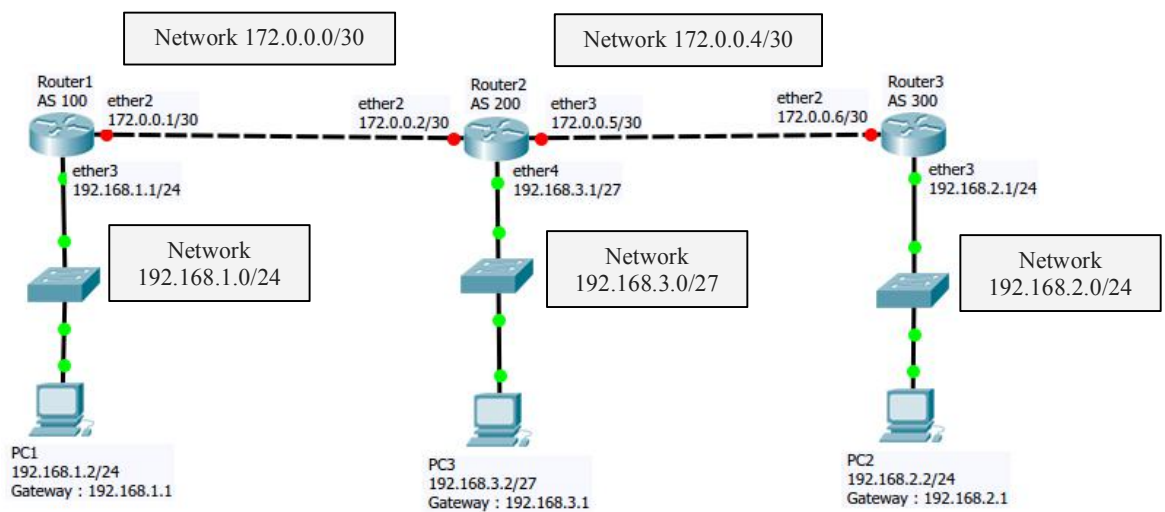 Network 172.0.0.0/30
Network 172.0.0.4/30
Router1
AS 100
ether2
172.0.0.1/30
ether2
172.0.0.2/30
Router2
AS 200
ether3
172.0.0.5/30
ether2
172.0.0.6/30
Router3
AS 300
ether3
192.168.1.1/24
ether4
192.168.3.1/27
ether3
192.168.2.1/24
Network
192.168.1.0/24
Network
192.168.3.0/27
Network
192.168.2.0/24
PC1
192.168.1.2/24
Gateway : 192.168.1.1
PC3
192.168.3.2/27
Gateway : 192.168.3.1
PC2
192.168.2.2/24
Gateway : 192.168.2.1